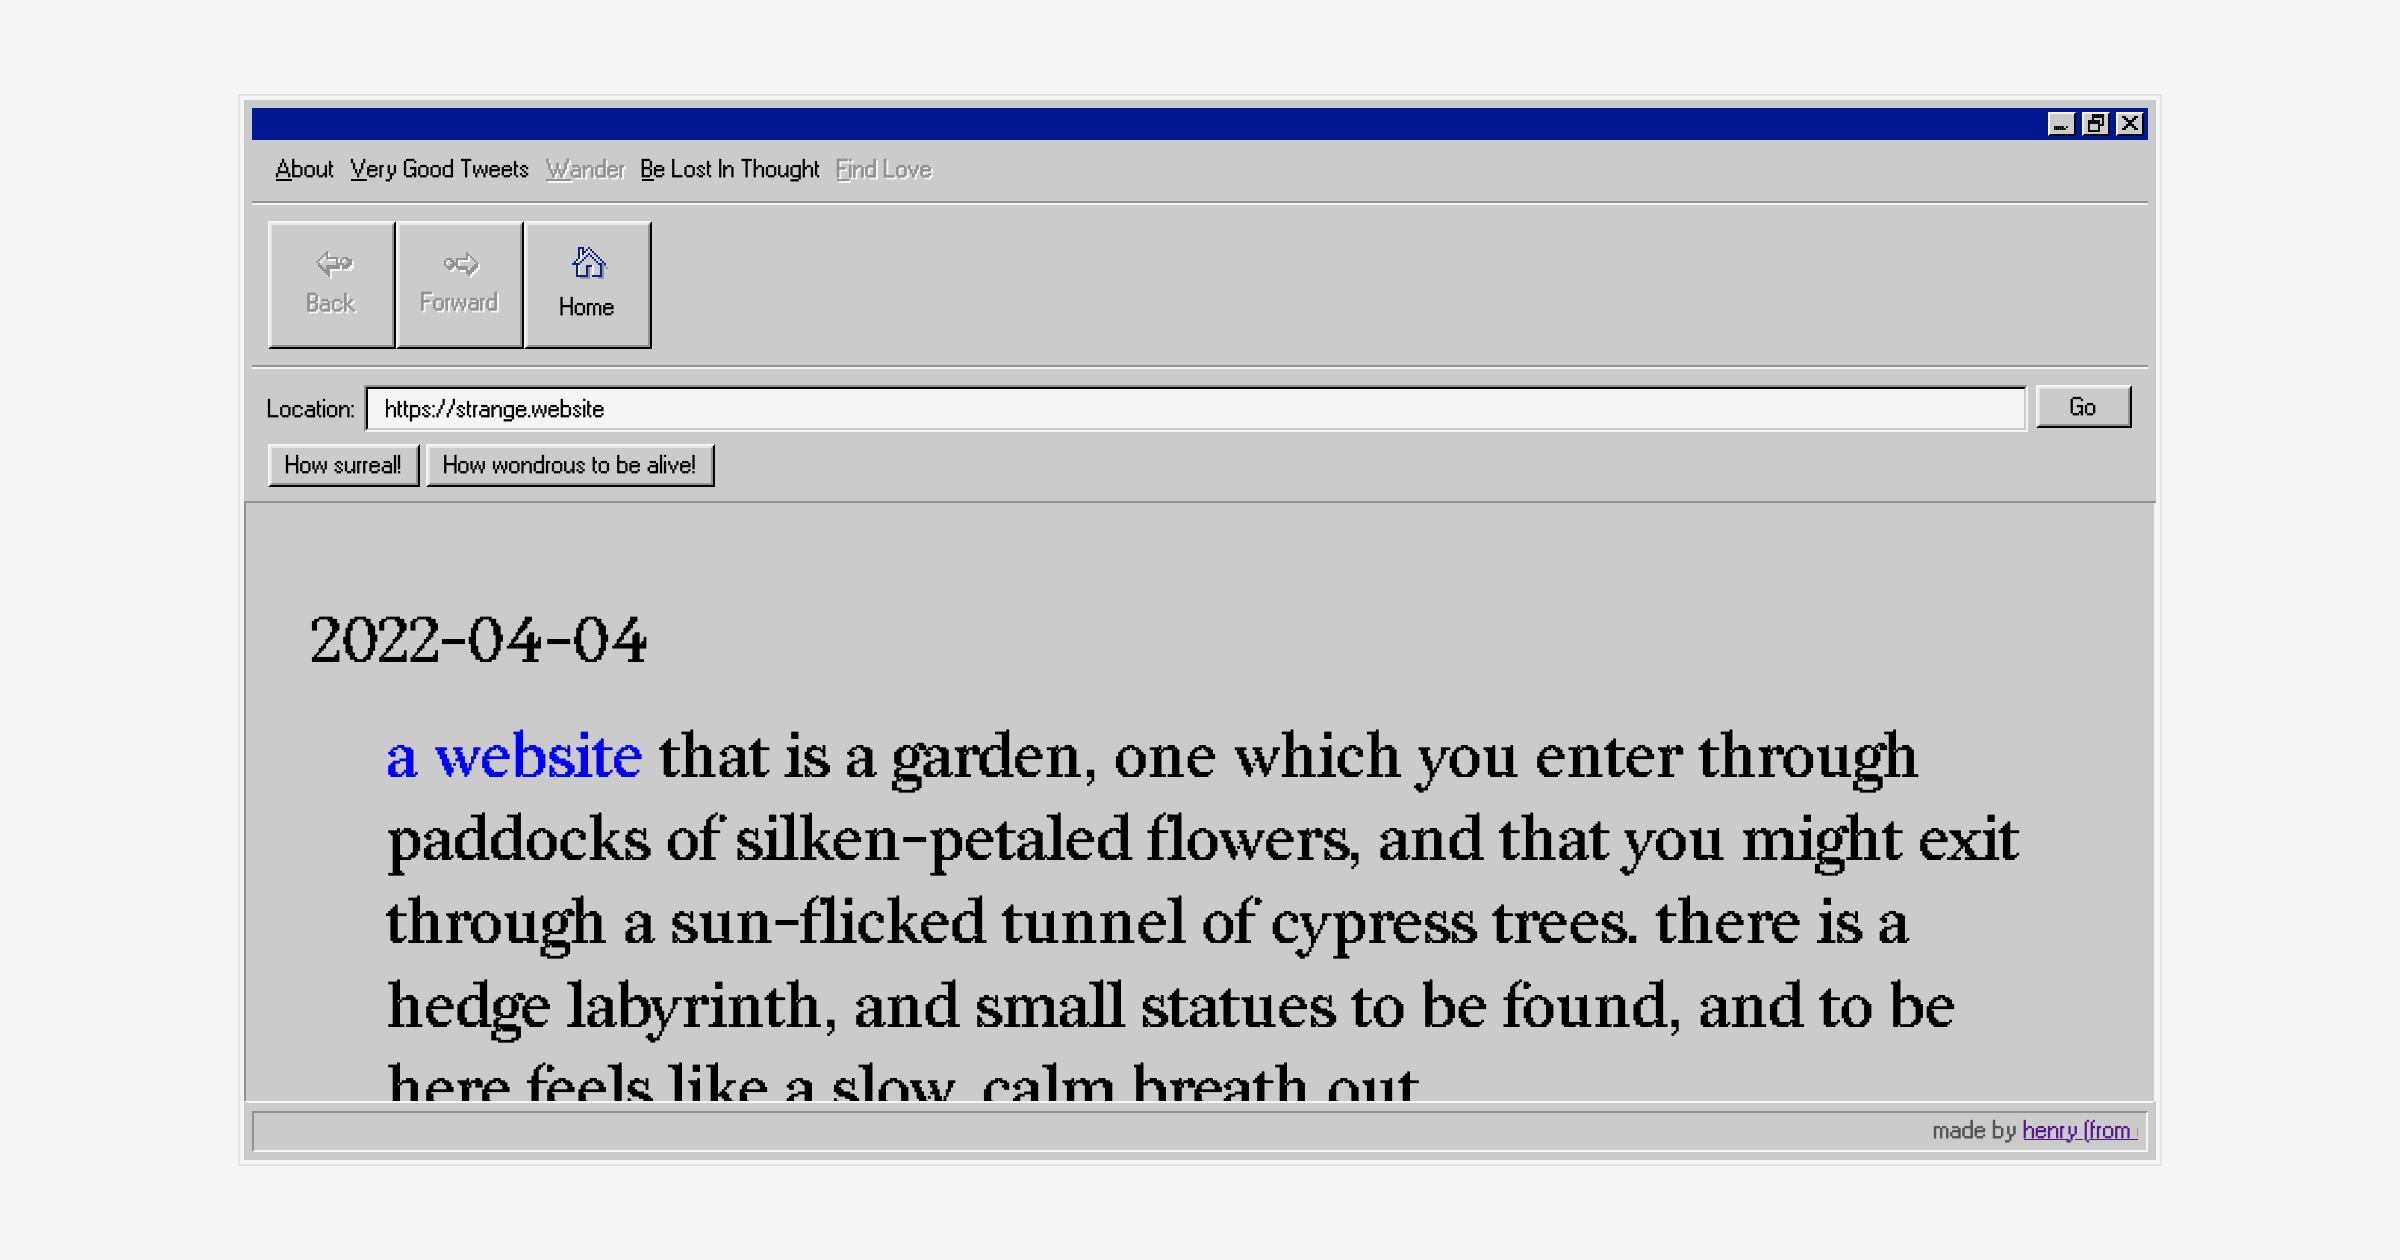 About Very Good Tweets Wander Be Lost In Thought Find Love
Back Forward Home
Location: https://strange.website Go
How surreal! How wondrous to be alive!
2022-04-04
a website that is a garden, one which you enter through
paddocks of silken-petaled flowers, and that you might exit
through a sun-flicked tunnel of cypress trees. there is a
hedge labyrinth, and small statues to be found, and to be
here feels like a slow, calm breath out
made by henry (from